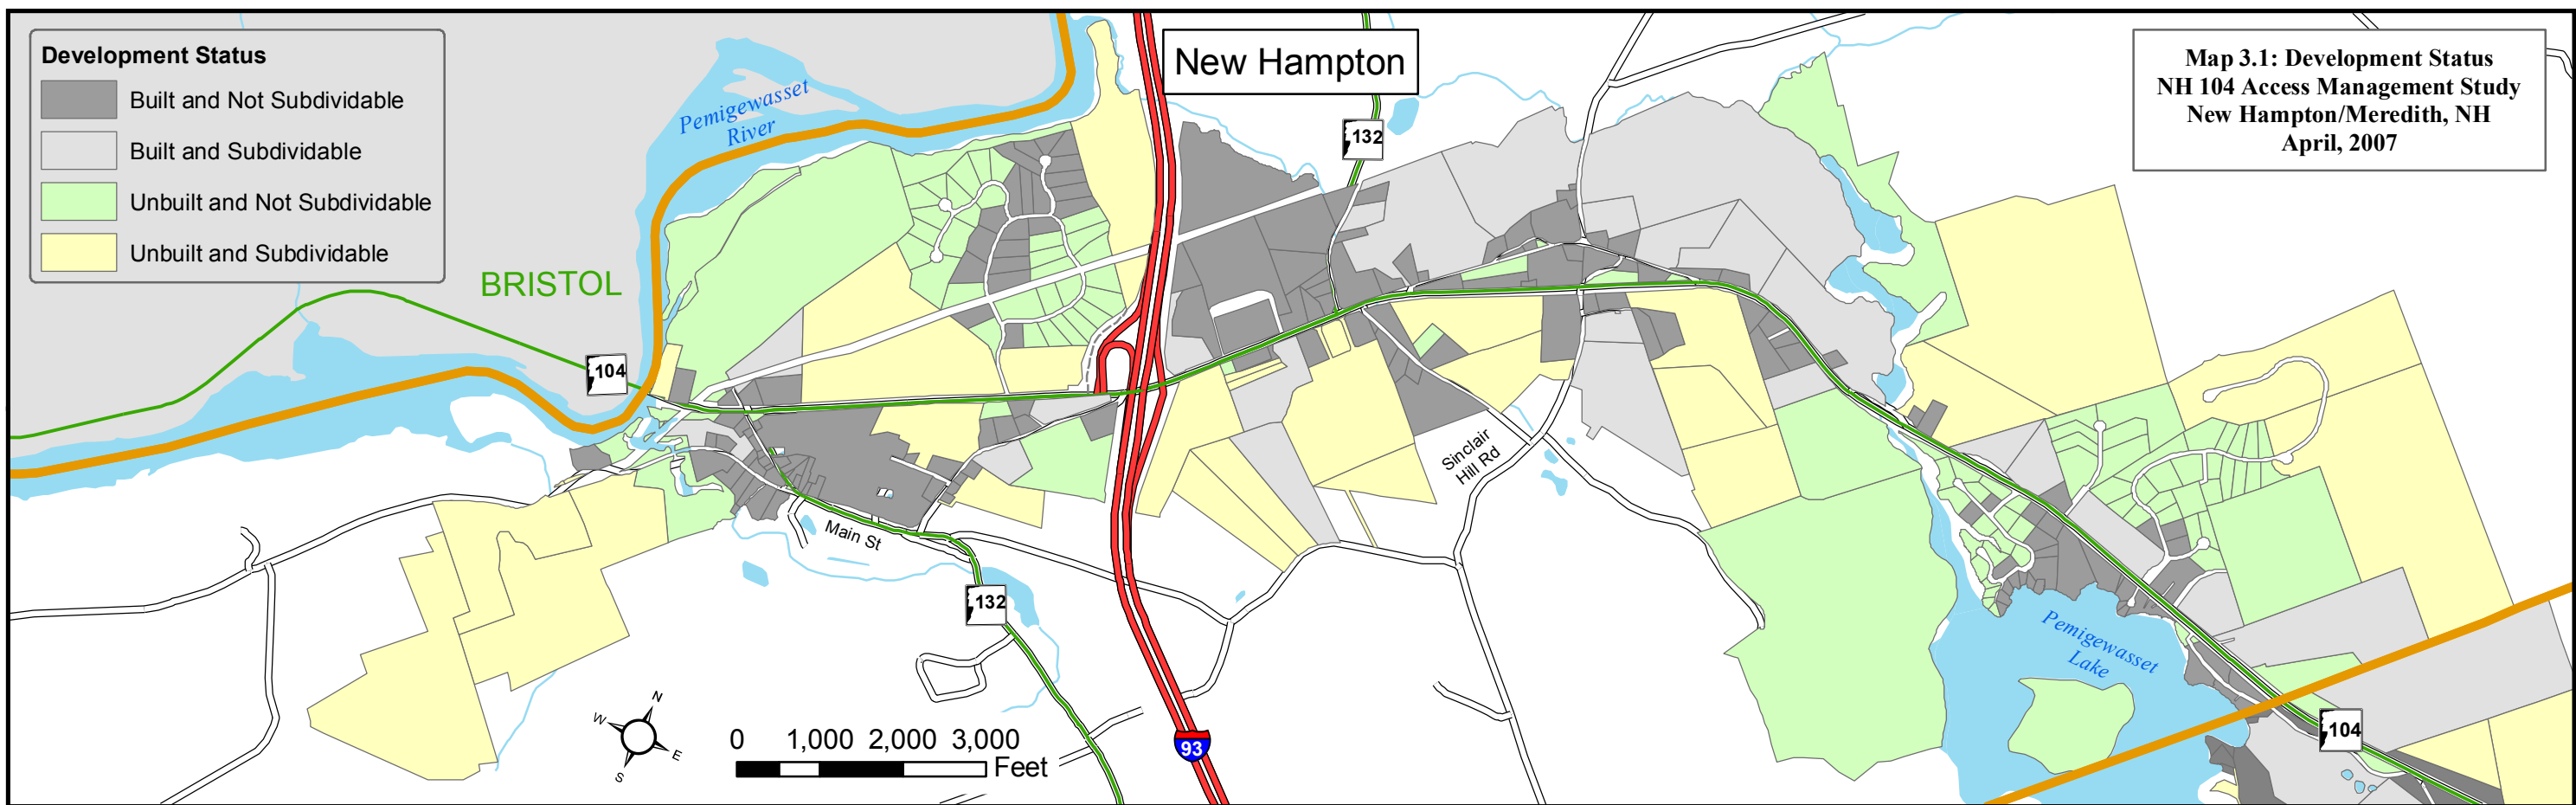 Development Status
Built and Not Subdividable
Built and Subdividable
Unbuilt and Not Subdividable
Unbuilt and Subdividable
New Hampton
Map 3.1: Development Status
NH 104 Access Management Study
New Hampton/Meredith, NH
April, 2007
Pemigewasset
River
132
BRISTOL
104
Sinclair
Hill Rd
Main St
132
Pemigewasset
Lake
N
W
E
S
0 1,000 2,000 3,000
Feet
93
104